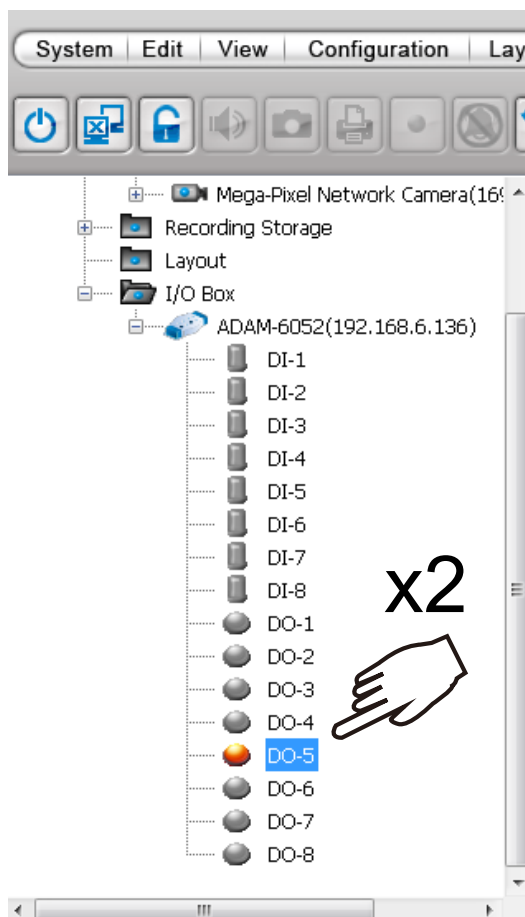 System Edit View Configuration Lay
Mega-Pixel Network Camera(169
Recording Storage
Layout
I/O Box
ADAM-6052(192.168.6.136)
DI-1
DI-2
DI-3
DI-4
DI-5
DI-6
DI-7
DI-8
x2
DO-1
DO-2
DO-3
DO-4
DO-5
DO-6
DO-7
DO-8